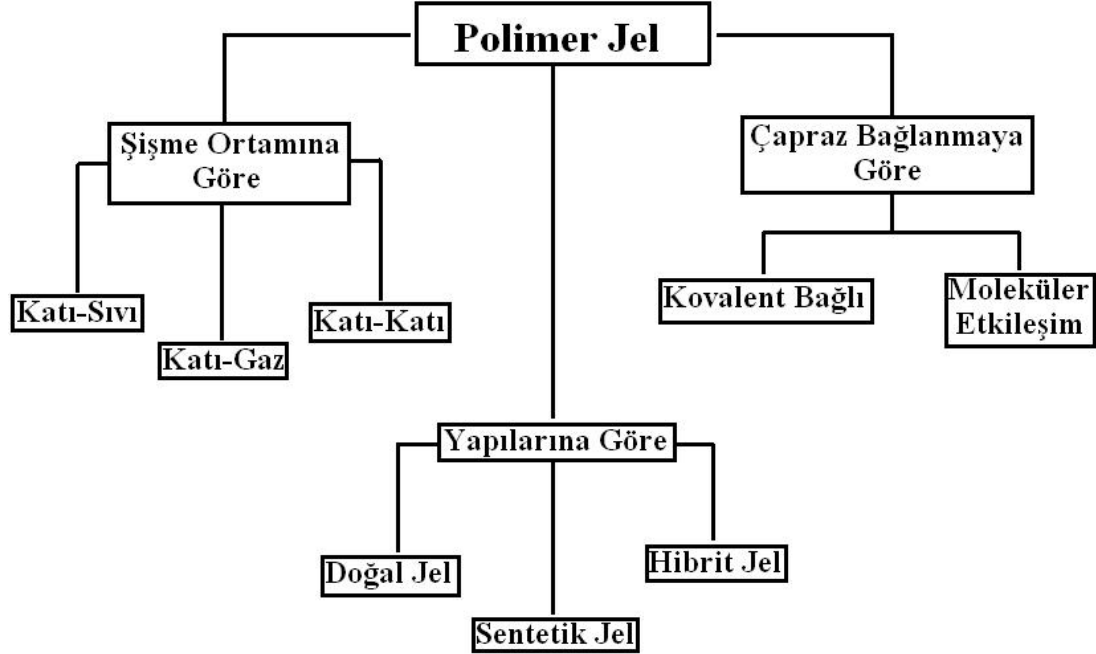 Polimer Jel
Şişme Ortamına
Göre
Çapraz Bağlanmaya
Göre
Katı-Sıvı
Katı-Gaz
Katı-Katı
Kovalent Bağlı
Moleküler
Etkileşim
Yapılarına Göre
Doğal Jel
Sentetik Jel
Hibrit Jel